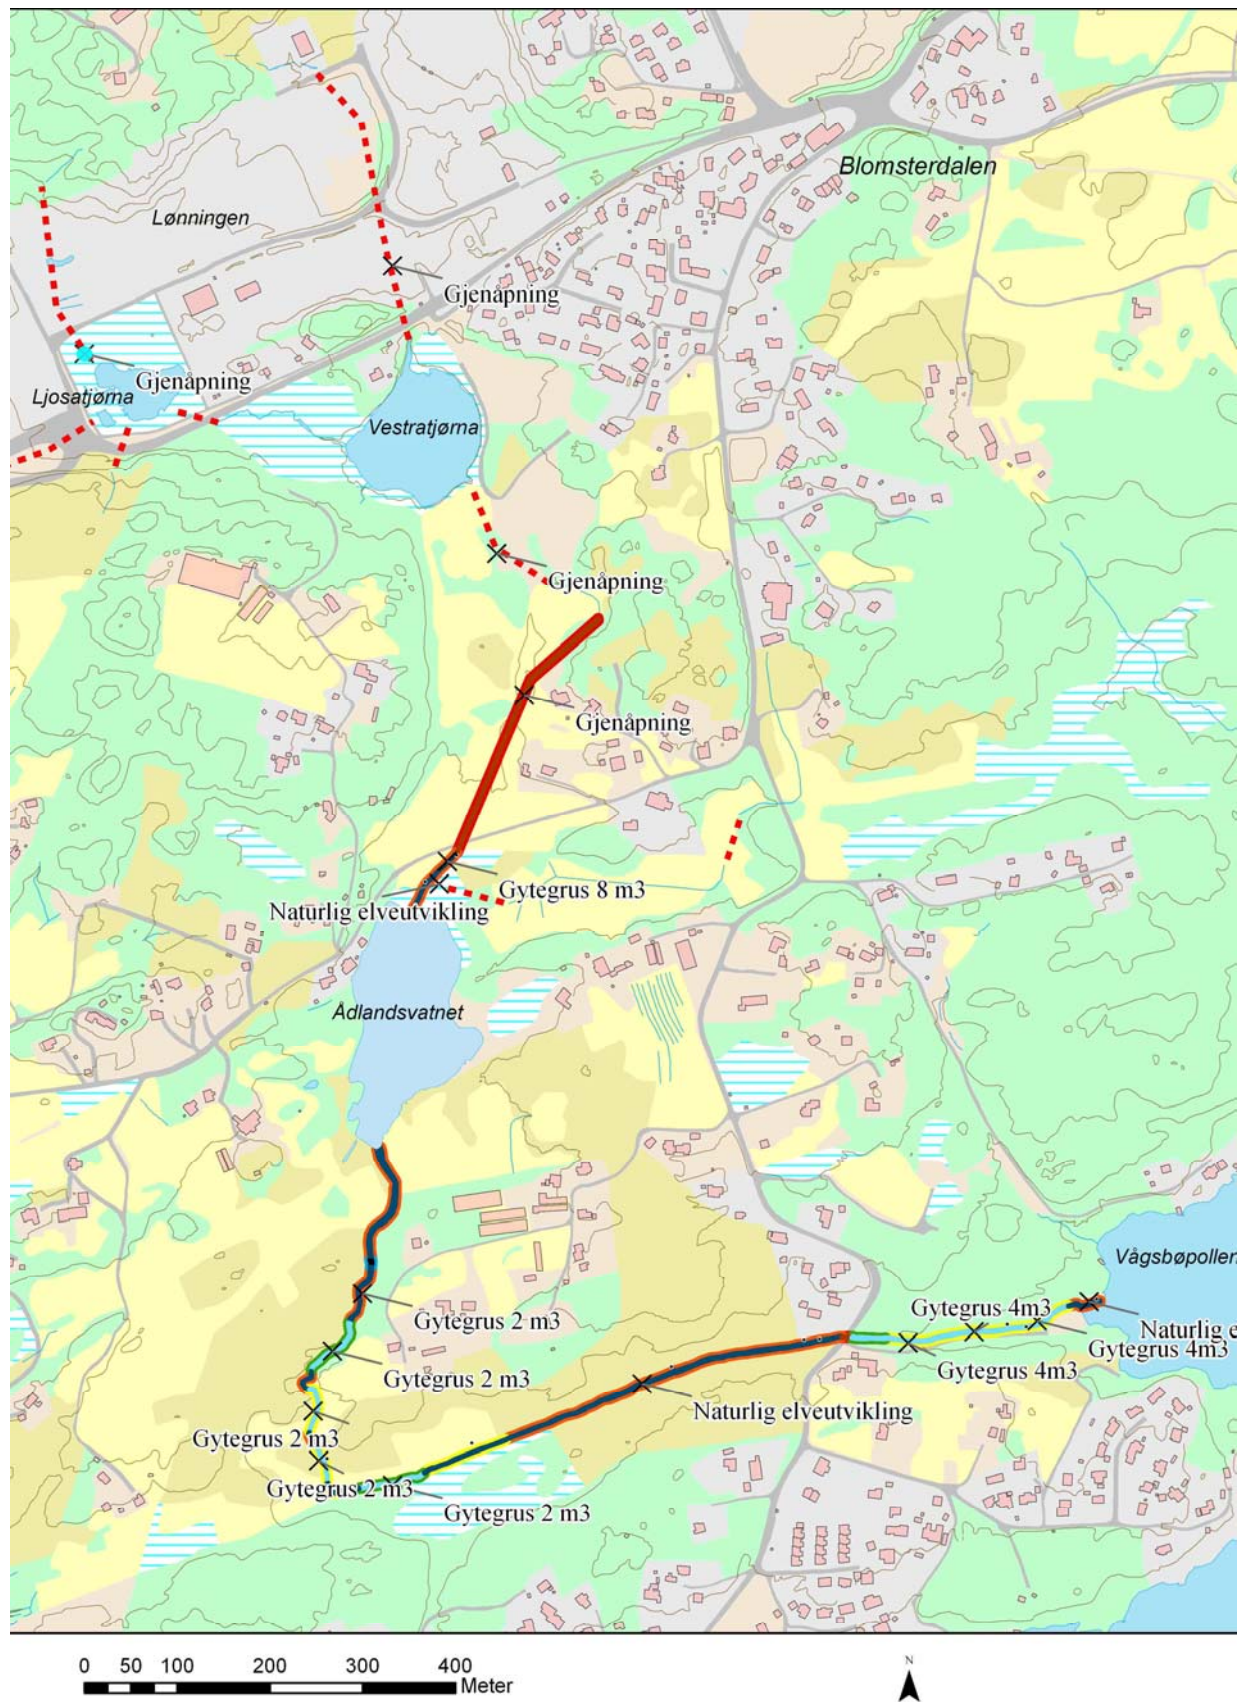 Blomsterdalen
Lønningen
Gjenåpning
Gjenåpning
Ljosatjørna
Vestratjørna
Gjenåpning
Gjenåpning
Gytegrus 8 m3
Naturlig elveutvikling
Ådlandsvatnet
Vågsbøpollen
Gytegrus 4m3
Gytegrus 2 m3
Naturlig e
Gytegrus 4m3
Gytegrus 4m3
Gytegrus 2 m3
Naturlig elveutvikling
Gytegrus 2 m3
Gytegrus 2 m3
Gytegrus 2 m3
0 50 100 200 300 400
Meter
N